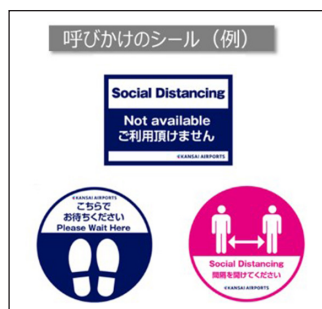 呼びかけのシール（例）
Social Distancing
Not available
ご利用頂けません
©KANSAI AIRPORTS
©KANSAI AIRPORTS
こちらで
お待ちください
Please Wait Here
Social Distancing
間隔を開けてください
©KANSAI AIRPORTS